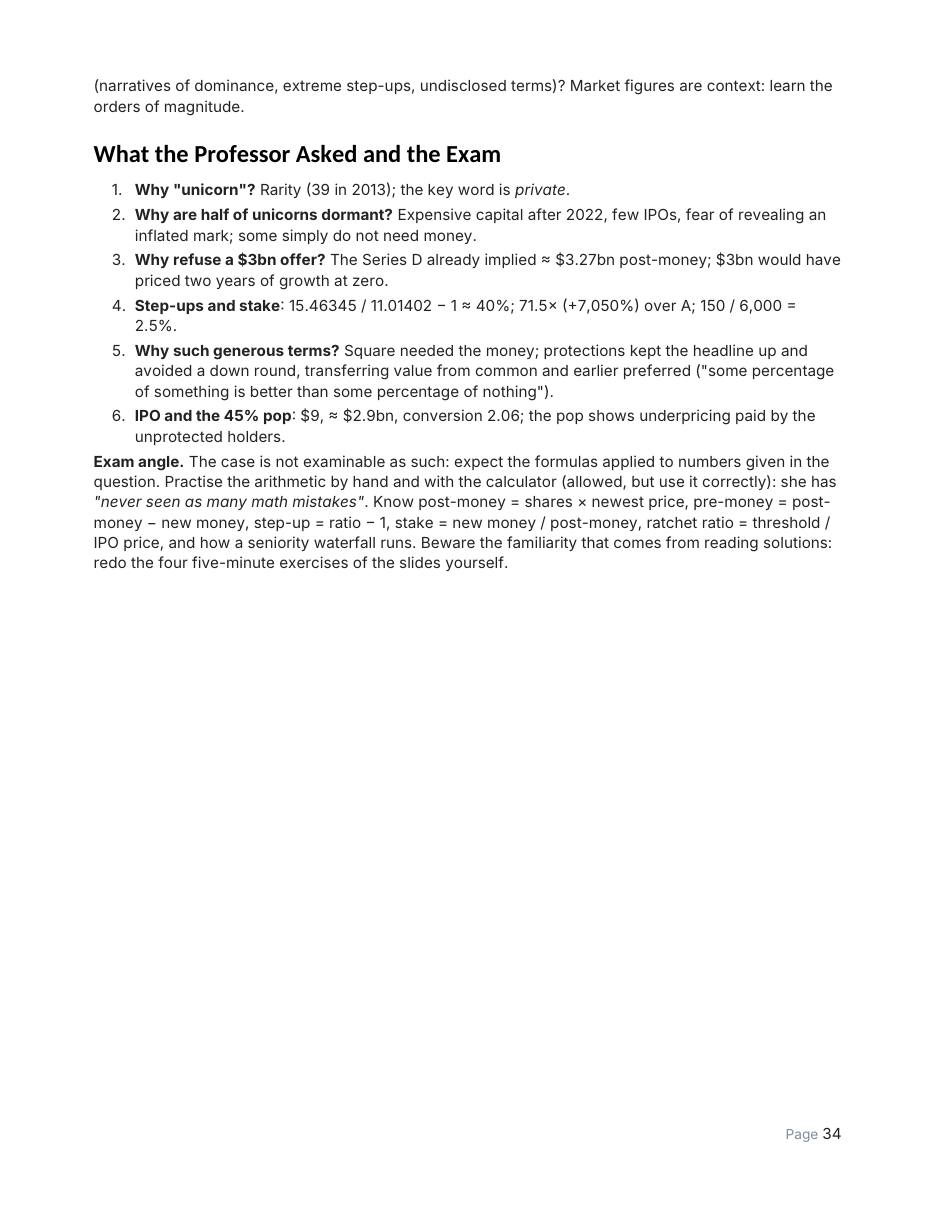 (narratives of dominance, extreme step-ups, undisclosed terms)? Market figures are context: learn the
orders of magnitude.
What the Professor Asked and the Exam
1. Why "unicorn"? Rarity (39 in 2013); the key word is private.
2. Why are half of unicorns dormant? Expensive capital after 2022, few IPOs, fear of revealing an
inflated mark; some simply do not need money.
3. Why refuse a $3bn offer? The Series D already implied ≈ $3.27bn post-money; $3bn would have
priced two years of growth at zero.
4. Step-ups and stake: 15.46345 / 11.01402 − 1 ≈ 40%; 71.5× (+7,050%) over A; 150 / 6,000 =
2.5%.
5. Why such generous terms? Square needed the money; protections kept the headline up and
avoided a down round, transferring value from common and earlier preferred ("some percentage
of something is better than some percentage of nothing").
6. IPO and the 45% pop: $9, ≈ $2.9bn, conversion 2.06; the pop shows underpricing paid by the
unprotected holders.
Exam angle. The case is not examinable as such: expect the formulas applied to numbers given in the
question. Practise the arithmetic by hand and with the calculator (allowed, but use it correctly): she has
"never seen as many math mistakes". Know post-money = shares × newest price, pre-money = post-
money − new money, step-up = ratio − 1, stake = new money / post-money, ratchet ratio = threshold /
IPO price, and how a seniority waterfall runs. Beware the familiarity that comes from reading solutions:
redo the four five-minute exercises of the slides yourself.
Page 34